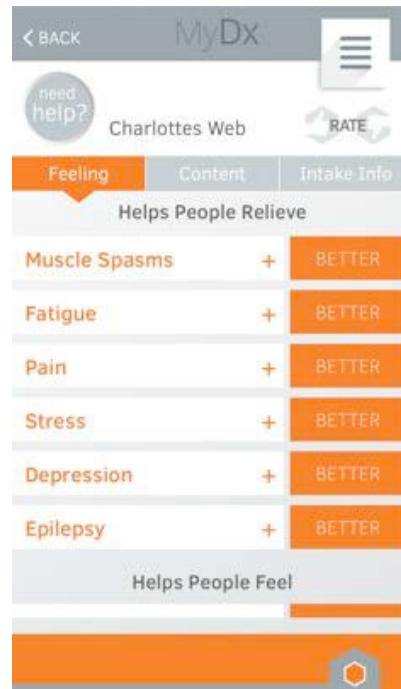 < BACK MyDx
need
help?
Charlottes Web RATE
Feeling Content Intake Info
Helps People Relieve
Muscle Spasms + BETTER
Fatigue + BETTER
Pain + BETTER
Stress + BETTER
Depression + BETTER
Epilepsy + BETTER
Helps People Feel